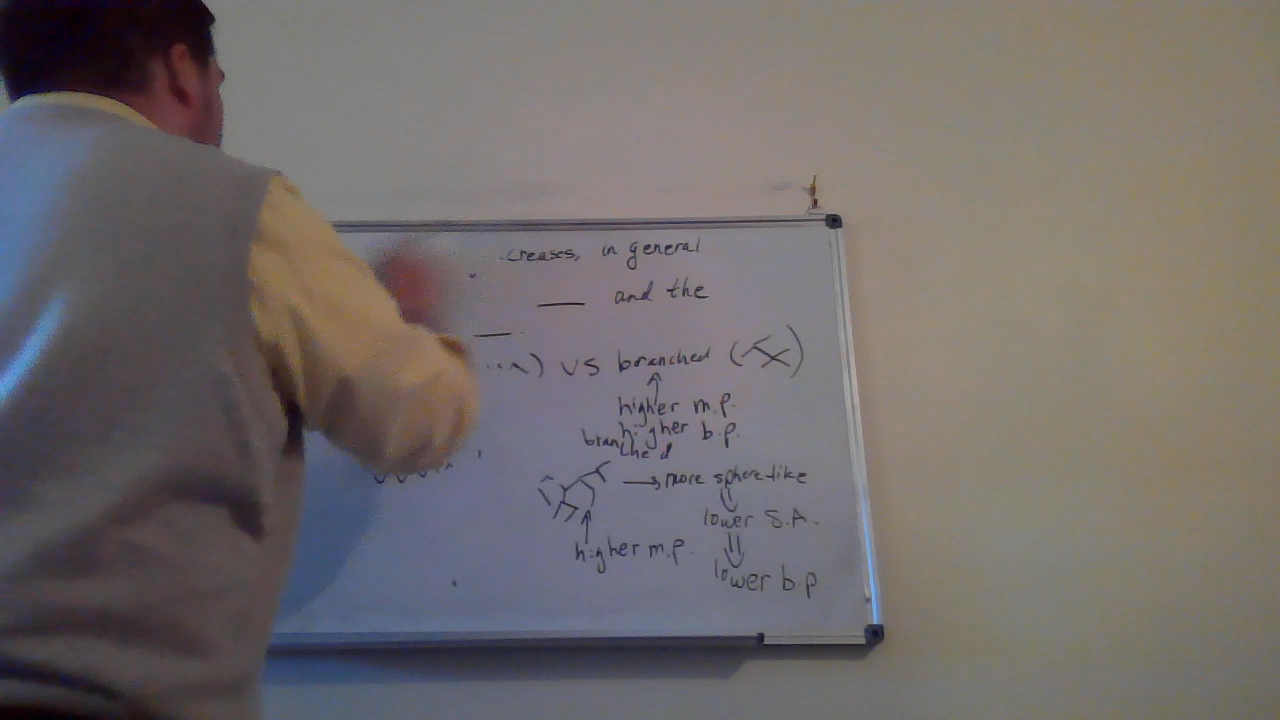 creases, in general
and the
) vs branched ( )
higher m.p.
higher b.p.
branched
→ more sphere-like
lower S.A.
higher m.p.
lower b.p.